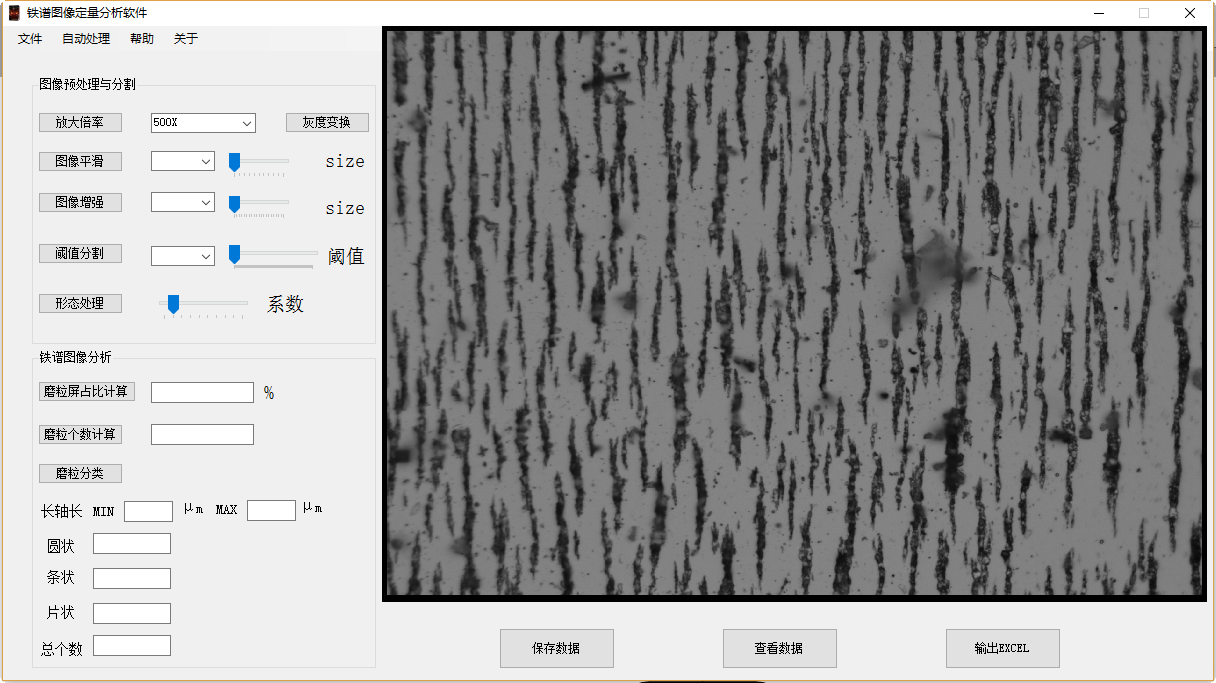 铁谱图像定量分析软件
文件 自动处理 帮助 关于
图像预处理与分割
放大倍率 500X 灰度变换
图像平滑 size
图像增强 size
阈值分割 阈值
形态处理 系数
铁谱图像分析
磨粒屏占比计算 %
磨粒个数计算
磨粒分类
长轴长 MIN μm MAX μm
圆状
条状
片状
总个数
保存数据 查看数据 输出EXCEL